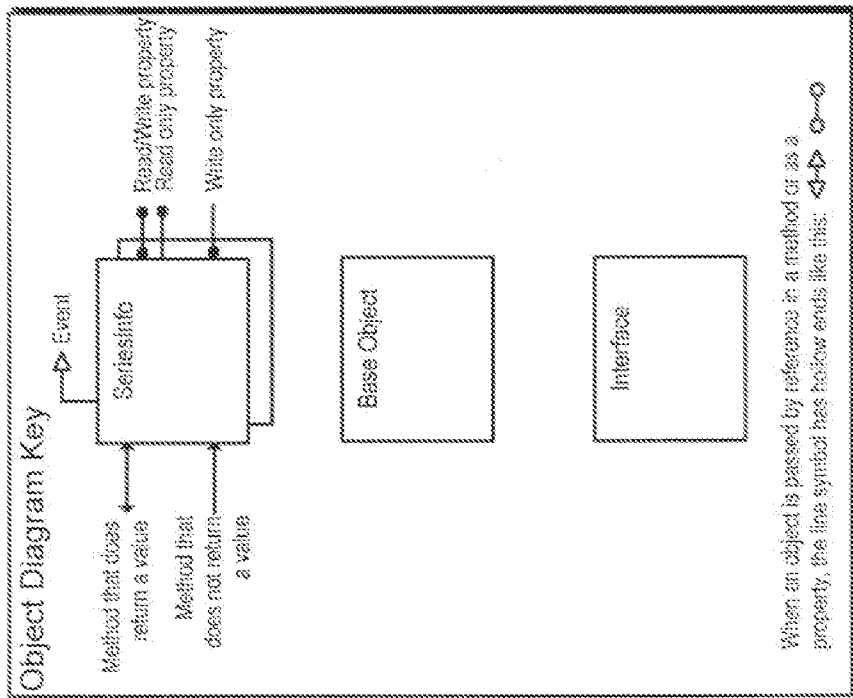 Object Diagram Key
Event
Method that does
return a value
Method that
does not return
a value
SeriesInfo
Read/Write property
Read only property
Write only property
Base Object
Interface
When an object is passed by reference in a method or as a
property, the line symbol has hollow ends like this: